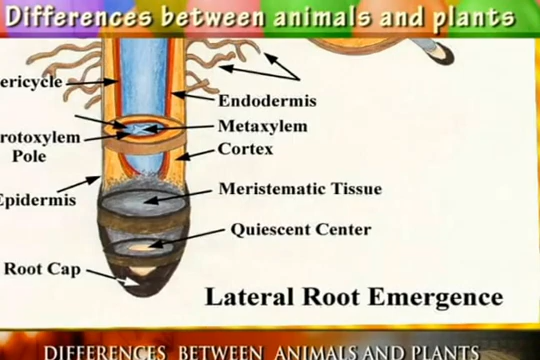 Differences between animals and plants
ericycle
Endodermis
Metaxylem
rotoxylem
Pole
Cortex
Meristematic Tissue
Epidermis
Quiescent Center
Root Cap
Lateral Root Emergence
DIFFERENCES BETWEEN ANIMALS AND PLANTS